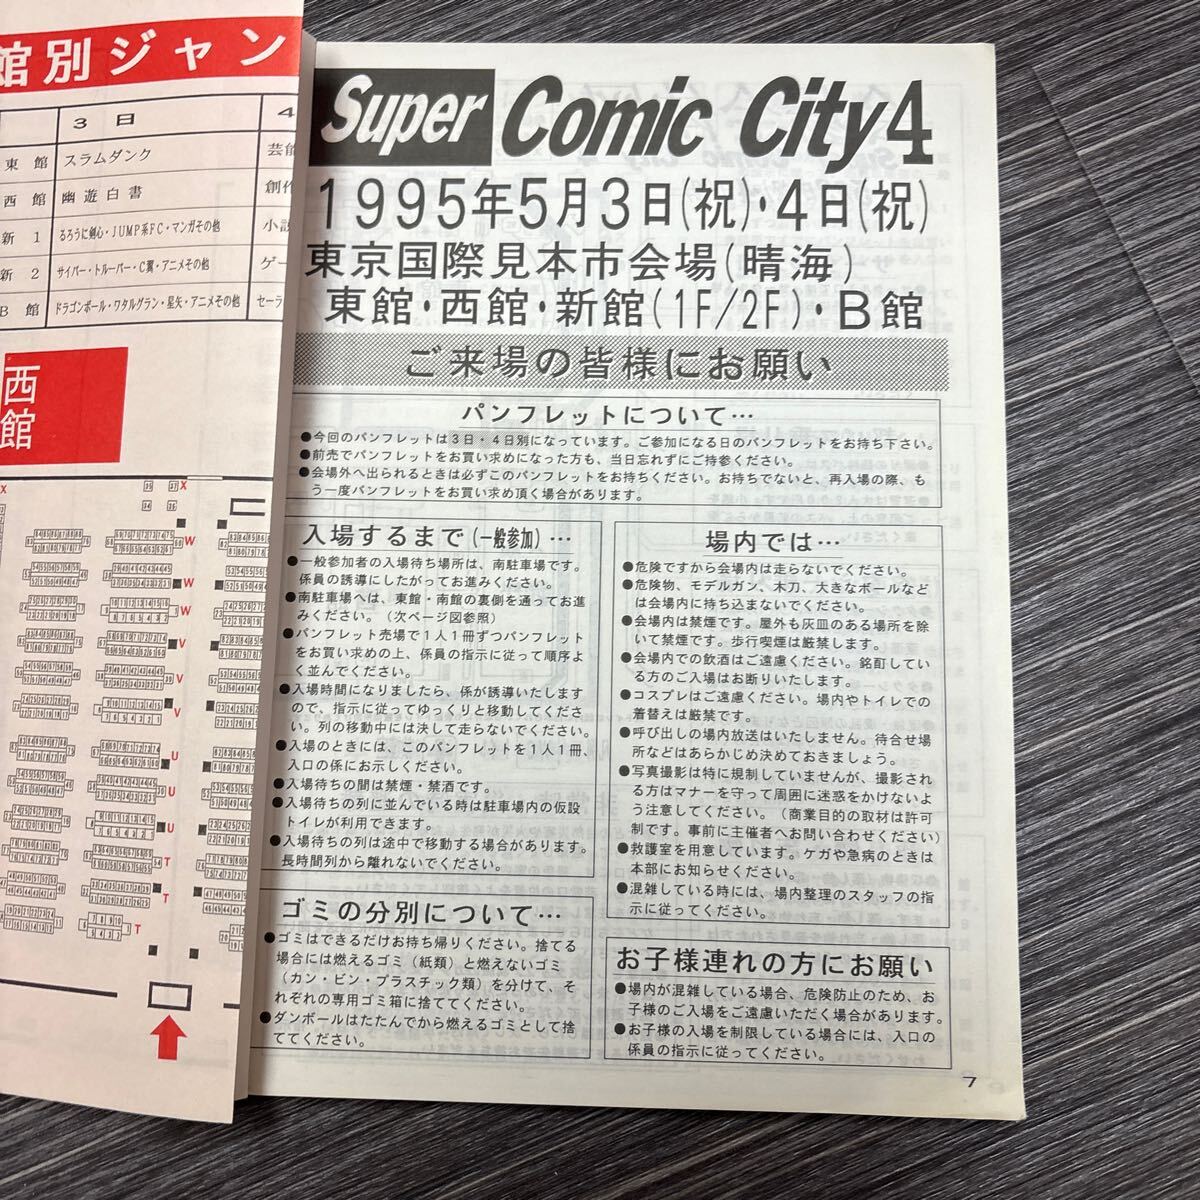 館別ジャン
3日
4
東館
スラムダンク
芸能
西館
幽遊白書
創作
新1
るろうに剣心・JUMP系FC・マンガその他
小説
新2
サイバー・トルーパー・C翼・アニメその他
ゲー
B館
ドラゴンボール・ワタルグラン・星矢・アニメその他
セーラ
西館
X
X
W
W
W
V
V
V
U
U
U
T
T
T
Super Comic City4
1995年5月3日(祝)・4日(祝)
東京国際見本市会場(晴海)
東館・西館・新館(1F/2F)・B館
ご来場の皆様にお願い
パンフレットについて…
●今回のパンフレットは3日・4日別になっています。ご参加になる日のパンフレットをお持ち下さい。
●前売でパンフレットをお買い求めになった方も、当日忘れずにご持参ください。
●会場外へ出られるときは必ずこのパンフレットをお持ちください。お持ちでないと、再入場の際、も
う一度パンフレットをお買い求め頂く場合があります。
入場するまで(一般参加)…
●一般参加者の入場待ち場所は、南駐車場です。
係員の誘導にしたがってお進みください。
●南駐車場へは、東館・南館の裏側を通ってお進
みください。(次ページ図参照)
●パンフレット売場で1人1冊ずつパンフレット
をお買い求めの上、係員の指示に従って順序よ
く並んでください。
●入場時間になりましたら、係が誘導いたします
ので、指示に従ってゆっくりと移動してくださ
い。列の移動中には決して走らないでください。
●入場のときには、このパンフレットを1人1冊、
入口の係にお示しください。
●入場待ちの間は禁煙・禁酒です。
●入場待ちの列に並んでいる時は駐車場内の仮設
トイレが利用できます。
●入場待ちの列は途中で移動する場合があります。
長時間列から離れないでください。
ゴミの分別について…
●ゴミはできるだけお持ち帰りください。捨てる
場合には燃えるゴミ(紙類)と燃えないゴミ
(カン・ビン・プラスチック類)を分けて、そ
れぞれの専用ゴミ箱に捨ててください。
●ダンボールはたたんでから燃えるゴミとして捨
ててください。
場内では…
●危険ですから会場内は走らないでください。
●危険物、モデルガン、木刀、大きなボールなど
は会場内に持ち込まないでください。
●会場内は禁煙です。屋外も灰皿のある場所を除
いて禁煙です。歩行喫煙は厳禁します。
●会場内での飲酒はご遠慮ください。銘酊してい
る方のご入場はお断りいたします。
●コスプレはご遠慮ください。場内やトイレでの
着替えは厳禁です。
●呼び出しの場内放送はいたしません。待合せ場
所などはあらかじめ決めておきましょう。
●写真撮影は特に規制していませんが、撮影され
る方はマナーを守って周囲に迷惑をかけないよ
う注意してください。(商業目的の取材は許可
制です。事前に主催者へお問い合わせください)
●救護室を用意しています。ケガや急病のときは
本部にお知らせください。
●混雑している時には、場内整理のスタッフの指
示に従ってください。
お子様連れの方にお願い
●場内が混雑している場合、危険防止のため、お
子様のご入場をご遠慮いただく場合があります。
●お子様の入場を制限している場合には、入口の
係員の指示に従ってください。
7